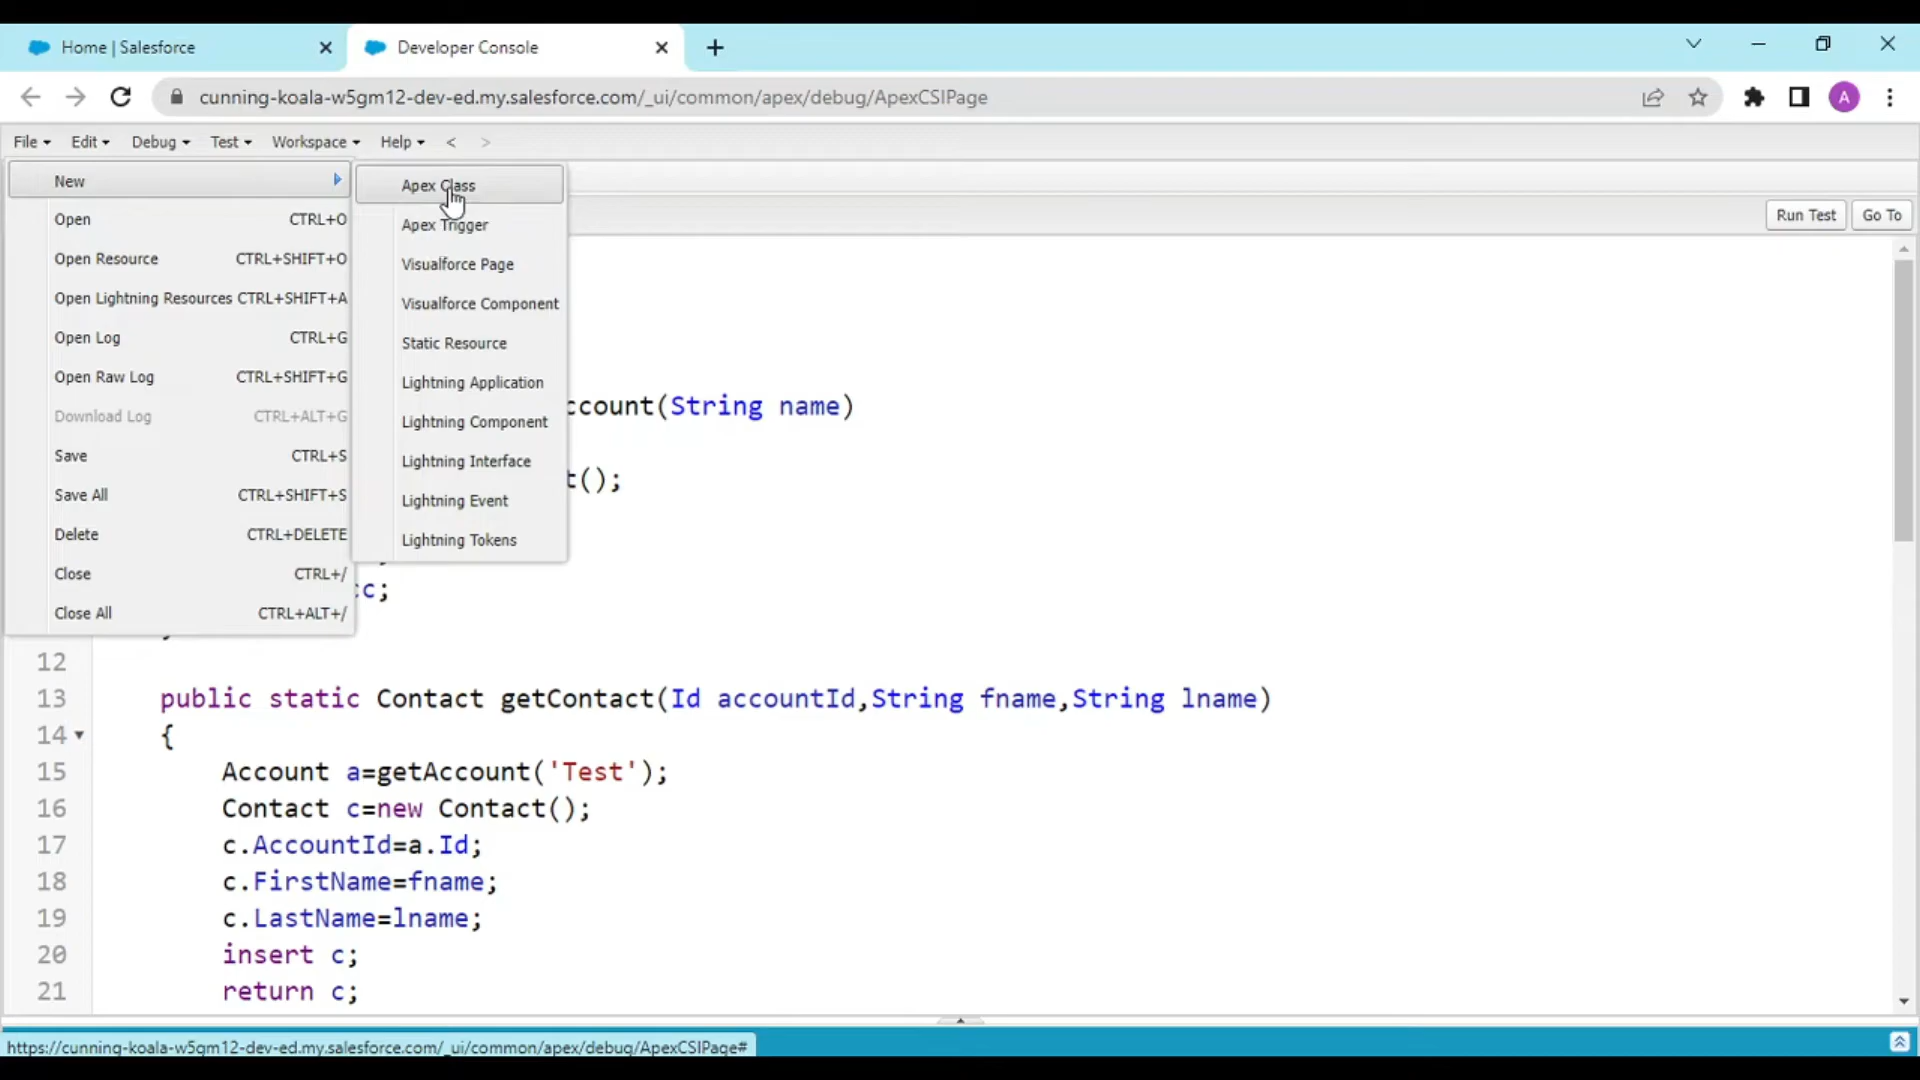 Home | Salesforce
Developer Console
cunning-koala-w5gm12-dev-ed.my.salesforce.com/_ui/common/apex/debug/ApexCSIPage
A
File Edit Debug Test Workspace Help < >
New
Open CTRL+O
Open Resource CTRL+SHIFT+O
Open Lightning Resources CTRL+SHIFT+A
Open Log CTRL+G
Open Raw Log CTRL+SHIFT+G
Download Log CTRL+ALT+G
Save CTRL+S
Save All CTRL+SHIFT+S
Delete CTRL+DELETE
Close CTRL+/
Close All CTRL+ALT+/
Apex Class
Apex Trigger
Visualforce Page
Visualforce Component
Static Resource
Lightning Application
Lightning Component
Lightning Interface
Lightning Event
Lightning Tokens
Run Test Go To
ccount(String name)
t();
cc;
12
13 public static Contact getContact(Id accountId,String fname,String lname)
14 {
15 Account a=getAccount('Test');
16 Contact c=new Contact();
17 c.AccountId=a.Id;
18 c.FirstName=fname;
19 c.LastName=lname;
20 insert c;
21 return c;
https://cunning-koala-w5gm12-dev-ed.my.salesforce.com/_ui/common/apex/debug/ApexCSIPage#